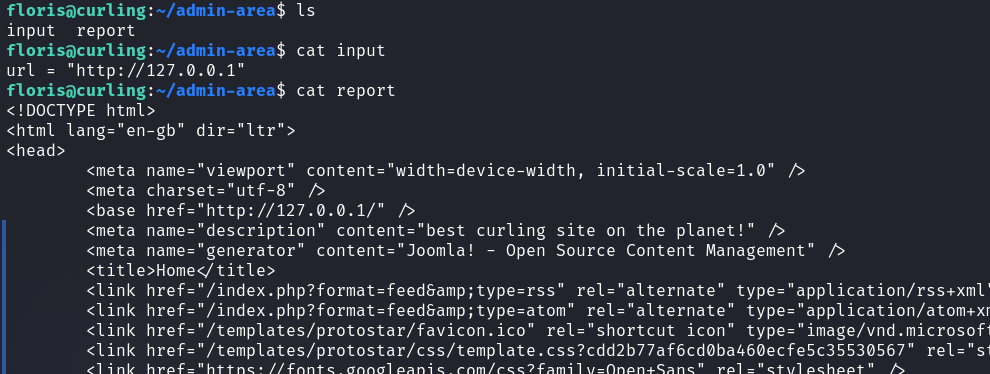 floris@curling:~/admin-area$ ls
input  report
floris@curling:~/admin-area$ cat input
url = "http://127.0.0.1"
floris@curling:~/admin-area$ cat report
<!DOCTYPE html>
<html lang="en-gb" dir="ltr">
<head>
        <meta name="viewport" content="width=device-width, initial-scale=1.0" />
        <meta charset="utf-8" />
        <base href="http://127.0.0.1/" />
        <meta name="description" content="best curling site on the planet!" />
        <meta name="generator" content="Joomla! - Open Source Content Management" />
        <title>Home</title>
        <link href="/index.php?format=feed&amp;type=rss" rel="alternate" type="application/rss+xml"
        <link href="/index.php?format=feed&amp;type=atom" rel="alternate" type="application/atom+x
        <link href="/templates/protostar/favicon.ico" rel="shortcut icon" type="image/vnd.microsoft
        <link href="/templates/protostar/css/template.css?cdd2b77af6cd0ba460ecfe5c35530567" rel="st
        <link href="https://fonts.googleapis.com/css?family=Open+Sans" rel="stylesheet" />